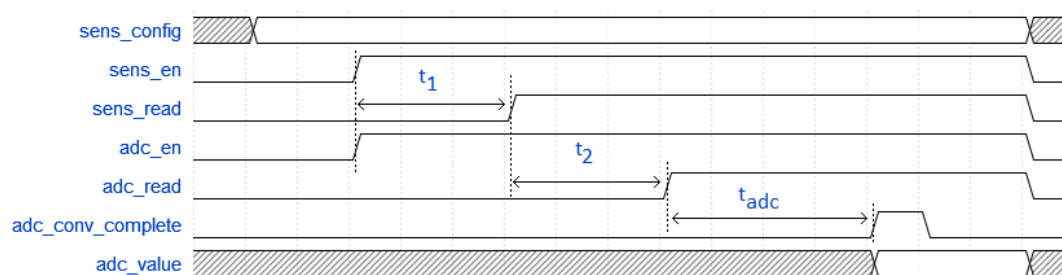 sens_config
sens_en
t1
sens_read
adc_en
t2
adc_read
tadc
adc_conv_complete
adc_value